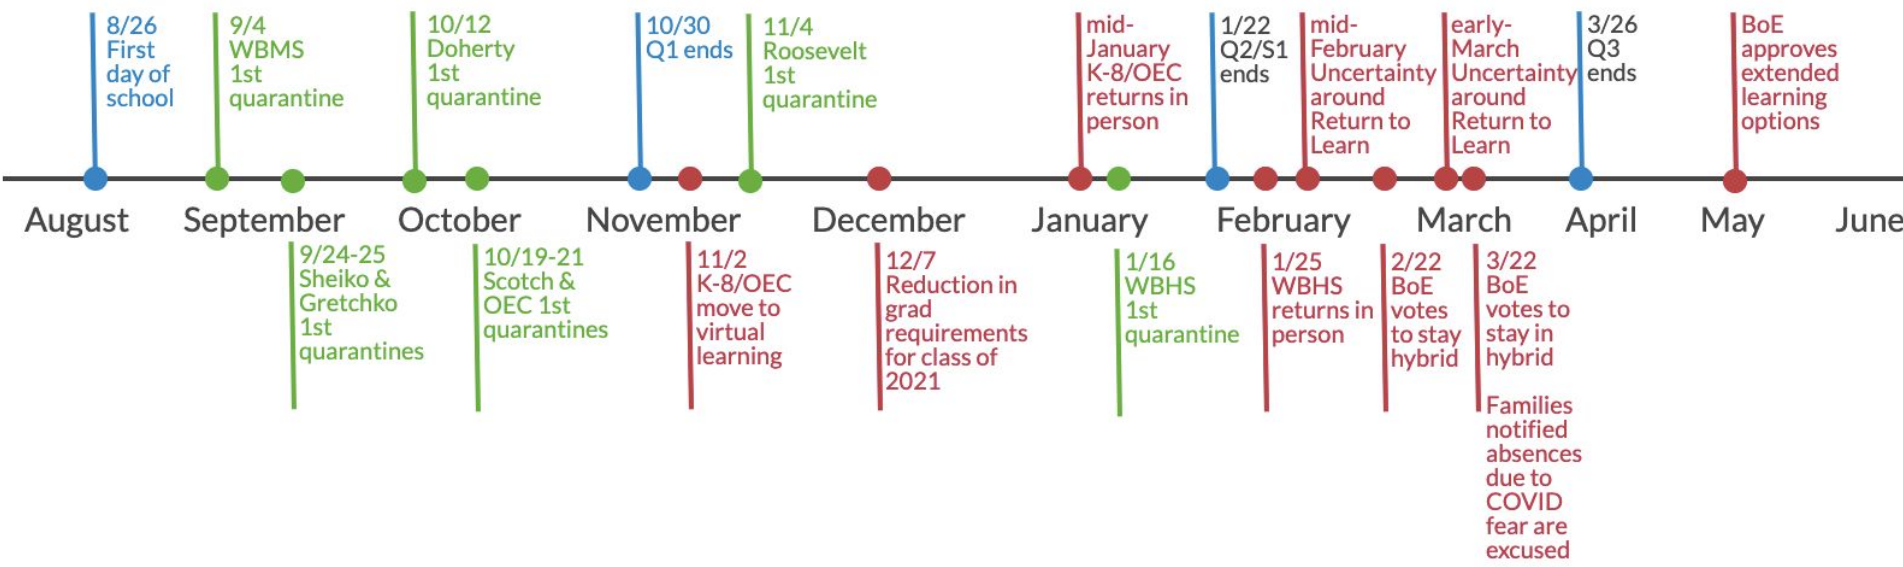 8/26
First
day of
school
9/4
WBMS
1st
quarantine
10/12
Doherty
1st
quarantine
10/30
Q1 ends
11/4
Roosevelt
1st
quarantine
mid-
January
K-8/OEC
returns in
person
1/22
Q2/S1
ends
mid-
February
Uncertainty
around
Return to
Learn
early-
March
Uncertainty
around
Return to
Learn
3/26
Q3
ends
BoE
approves
extended
learning
options
August September October November December January February March April May June
9/24-25
Sheiko &
Gretchko
1st
quarantines
10/19-21
Scotch &
OEC 1st
quarantines
11/2
K-8/OEC
move to
virtual
learning
12/7
Reduction in
grad
requirements
for class of
2021
1/16
WBHS
1st
quarantine
1/25
WBHS
returns in
person
2/22
BoE
votes
to stay
hybrid
3/22
BoE
votes to
stay in
hybrid
Families
notified
absences
due to
COVID
fear are
excused